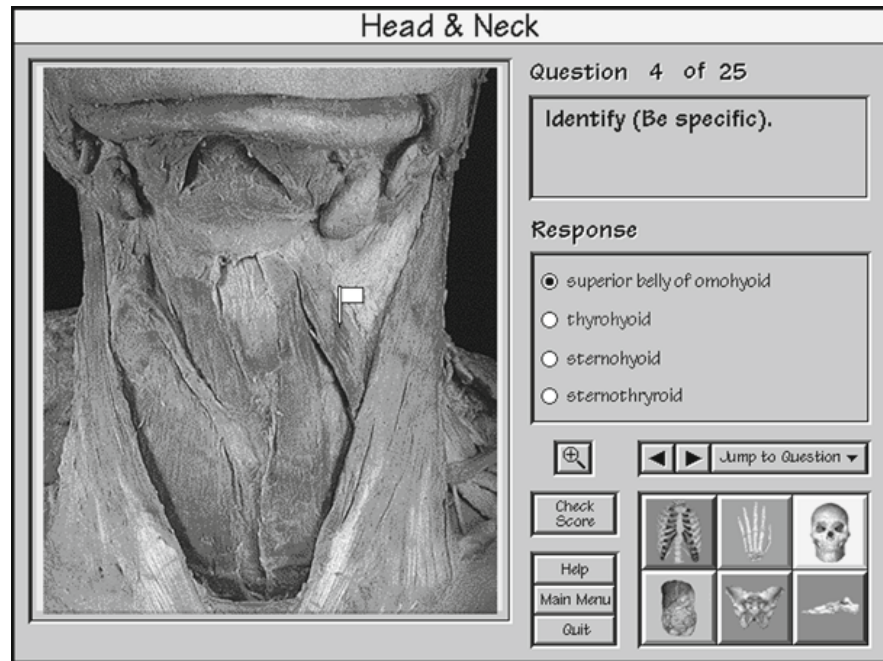 Head & Neck
Question 4 of 25
Identify (Be specific).
Response
superior belly of omohyoid
thyrohyoid
sternohyoid
sternothryroid
Jump to Question
Check
Score
Help
Main Menu
Quit